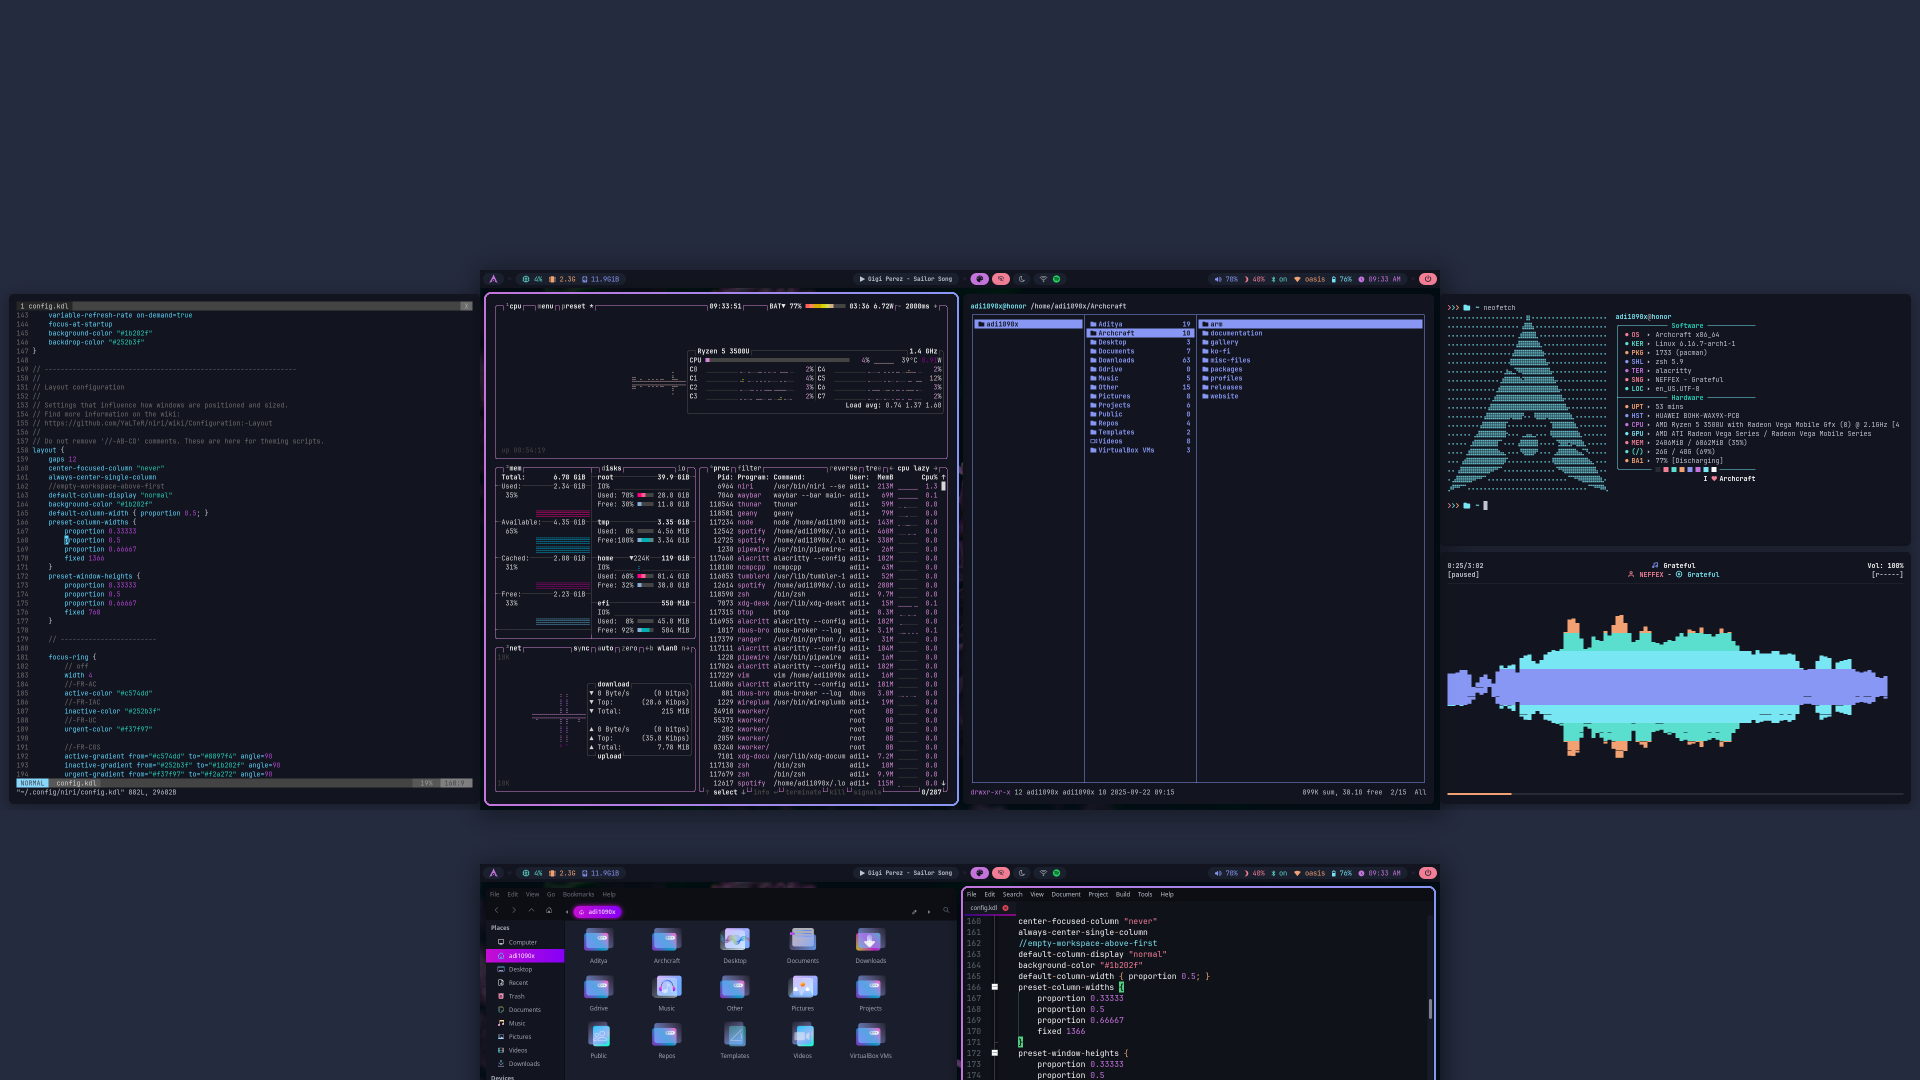 1 config.kdl X
143 variable-refresh-rate on-demand=true
144 focus-at-startup
145 background-color "#1b202f"
146 backdrop-color "#252b3f"
147 }
148
149 // -----------------------------------------------------------
150 //
151 // Layout configuration
152 //
153 // Settings that influence how windows are positioned and sized.
154 // Find more information on the wiki:
155 // https://github.com/YaLTeR/niri/wiki/Configuration:-Layout
156 //
157 // Do not remove '//-AB-CD' comments. These are here for theming scripts.
158 layout {
159 gaps 12
160 center-focused-column "never"
161 always-center-single-column
162 //empty-workspace-above-first
163 default-column-display "normal"
164 background-color "#1b202f"
165 default-column-width { proportion 0.5; }
166 preset-column-widths {
167 proportion 0.33333
168 proportion 0.5
169 proportion 0.66667
170 fixed 1366
171 }
172 preset-window-heights {
173 proportion 0.33333
174 proportion 0.5
175 proportion 0.66667
176 fixed 768
177 }
178
179 // ------------------------
180
181 focus-ring {
182 // off
183 width 4
184 //-FR-AC
185 active-color "#c574dd"
186 //-FR-IAC
187 inactive-color "#252b3f"
188 //-FR-UC
189 urgent-color "#f37f97"
190
191 //-FR-CGS
192 active-gradient from="#c574dd" to="#8897f4" angle=90
193 inactive-gradient from="#252b3f" to="#1b202f" angle=90
194 urgent-gradient from="#f37f97" to="#f2a272" angle=90
NORMAL config.kdl 19% 168:9
"~/.config/niri/config.kdl" 882L, 29682B
4% 2.3G 11.9GiB
Gigi Perez - Sailor Song
70% 40% on oasis 76% 09:33 AM
¹cpu menu preset * 09:33:51 BAT▼ 77% 03:36 6.72W - 2000ms +
Ryzen 5 3500U 1.4 GHz
CPU 4% 39°C
C0 2% C4 2%
C1 4% C5 12%
C2 3% C6 3%
C3 2% C7 2%
Load avg: 0.74 1.37 1.60
up 00:54:19
²mem disks io
Total: 6.70 GiB
Used: 2.34 GiB
35%
Available: 4.35 GiB
65%
Cached: 2.08 GiB
31%
Free: 2.23 GiB
33%
root 39.9 GiB
IO%
Used: 70% 28.0 GiB
Free: 30% 11.8 GiB
tmp 3.35 GiB
Used: 0% 4.56 MiB
Free:100% 3.34 GiB
home ▼224K 119 GiB
IO%
Used: 68% 81.4 GiB
Free: 32% 38.0 GiB
efi 550 MiB
IO%
Used: 8% 45.0 MiB
Free: 92% 504 MiB
³net sync auto zero ←b wlan0 n→
10K
download
▼ 0 Byte/s (0 bitps)
▼ Top: (28.6 Kibps)
▼ Total: 215 MiB
▲ 0 Byte/s (0 bitps)
▲ Top: (35.0 Kibps)
▲ Total: 7.78 MiB
upload
10K
⁴proc filter reverse tree ← cpu lazy →
Pid: Program: Command: User: MemB Cpu% ↑
6964 niri /usr/bin/niri --se adi1+ 213M 1.3
7046 waybar waybar --bar main- adi1+ 69M 0.1
118544 thunar thunar adi1+ 59M 0.0
118581 geany geany adi1+ 79M 0.0
117234 node node /home/adi1090 adi1+ 143M 0.0
12542 spotify /home/adi1090x/.lo adi1+ 460M 0.0
12725 spotify /home/adi1090x/.lo adi1+ 338M 0.0
1230 pipewire /usr/bin/pipewire- adi1+ 26M 0.0
117660 alacritt alacritty --config adi1+ 102M 0.0
118100 ncmpcpp ncmpcpp adi1+ 43M 0.0
116853 tumblerd /usr/lib/tumbler-1 adi1+ 52M 0.0
12614 spotify /home/adi1090x/.lo adi1+ 208M 0.0
118590 zsh zsh adi1+ 9.7M 0.0
7073 xdg-desk /usr/lib/xdg-deskt adi1+ 15M 0.1
117315 btop btop adi1+ 8.3M 0.0
116955 alacritt alacritty --config adi1+ 104M 0.0
1017 dbus-bro dbus-broker --log adi1+ 3.1M 0.1
117379 ranger /usr/bin/python /u adi1+ 31M 0.0
117111 alacritt alacritty --config adi1+ 104M 0.0
1228 pipewire /usr/bin/pipewire adi1+ 16M 0.0
117024 alacritt alacritty --config adi1+ 102M 0.0
117229 vim vim /home/adi1090x adi1+ 16M 0.0
116886 alacritt alacritty --config adi1+ 101M 0.0
801 dbus-bro dbus-broker --log dbus 3.0M 0.0
1229 wireplum /usr/bin/wireplumb adi1+ 19M 0.0
34918 kworker/ root 0B 0.0
55373 kworker/ root 0B 0.0
202 kworker/ root 0B 0.0
2059 kworker/ root 0B 0.0
83240 kworker/ root 0B 0.0
7101 xdg-docu /usr/lib/xdg-docum adi1+ 7.2M 0.0
117130 zsh /bin/zsh adi1+ 10M 0.0
117679 zsh /bin/zsh adi1+ 9.9M 0.0
12617 spotify /home/adi1090x/.lo adi1+ 115M 0.0 ↓
↑ select ↓ info ↵ terminate kill signals 0/207
adi1090x@honor /home/adi1090x/Archcraft
adi1090x
Aditya 19
Archcraft 10
Desktop 3
Documents 7
Downloads 63
Gdrive 0
Music 5
Other 15
Pictures 8
Projects 6
Public 0
Repos 4
Templates 2
Videos 8
VirtualBox VMs 3
arm
documentation
gallery
ko-fi
misc-files
packages
profiles
releases
website
drwxr-xr-x 12 adi1090x adi1090x 10 2025-09-22 09:15 899K sum, 38.1G free 2/15 All
>>> ~ neofetch
adi1090x@honor
Software
OS Archcraft x86_64
KER Linux 6.16.7-arch1-1
PKG 1733 (pacman)
SHL zsh 5.9
TER alacritty
SNG NEFFEX - Grateful
LOC en_US.UTF-8
Hardware
UPT 53 mins
HST HUAWEI BOHK-WAX9X-PCB
CPU AMD Ryzen 5 3500U with Radeon Vega Mobile Gfx (8) @ 2.1GHz [4
GPU AMD ATI Radeon Vega Series / Radeon Vega Mobile Series
MEM 2406MiB / 6862MiB (35%)
(/) 26G / 40G (69%)
BA1 77% [Discharging]
I ♥ Archcraft
>>> ~
0:25/3:02 Grateful Vol: 100%
[paused] NEFFEX - Grateful [r-----]
4% 2.3G 11.9GiB
Gigi Perez - Sailor Song
70% 40% on oasis 76% 09:33 AM
File Edit View Go Bookmarks Help
adi1090x
Places
Computer
adi1090x
Desktop
Recent
Trash
Documents
Music
Pictures
Videos
Downloads
Devices
Aditya Archcraft Desktop Documents Downloads
Gdrive Music Other Pictures Projects
Public Repos Templates Videos VirtualBox VMs
File Edit Search View Document Project Build Tools Help
config.kdl
160 center-focused-column "never"
161 always-center-single-column
162 //empty-workspace-above-first
163 default-column-display "normal"
164 background-color "#1b202f"
165 default-column-width { proportion 0.5; }
166 preset-column-widths {
167 proportion 0.33333
168 proportion 0.5
169 proportion 0.66667
170 fixed 1366
171 }
172 preset-window-heights {
173 proportion 0.33333
174 proportion 0.5